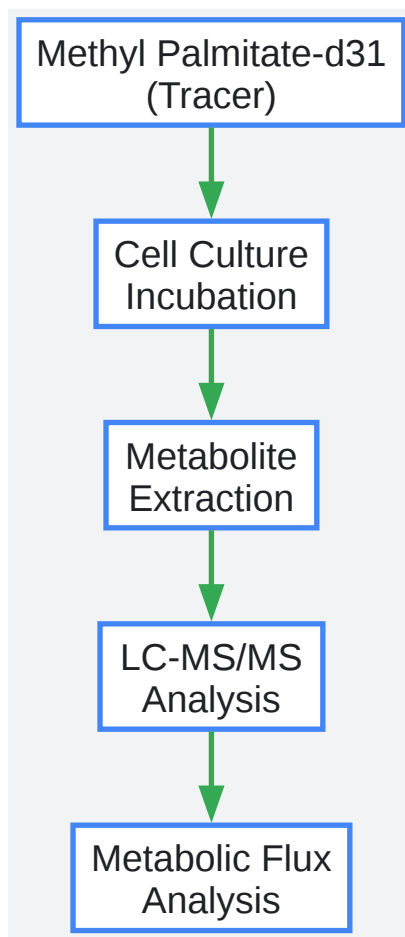 Methyl Palmitate-d31
(Tracer)
Cell Culture
Incubation
Metabolite
Extraction
LC-MS/MS
Analysis
Metabolic Flux
Analysis